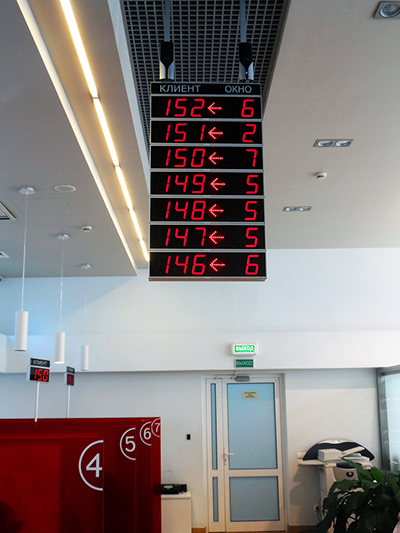 КЛИЕНТ ОКНО
152 ← 6
151 ← 2
150 ← 7
149 ← 5
148 ← 5
147 ← 5
146 ← 6
ВЫХОД
ВЫХОД
КЛИЕНТ
150
4
5
6
7